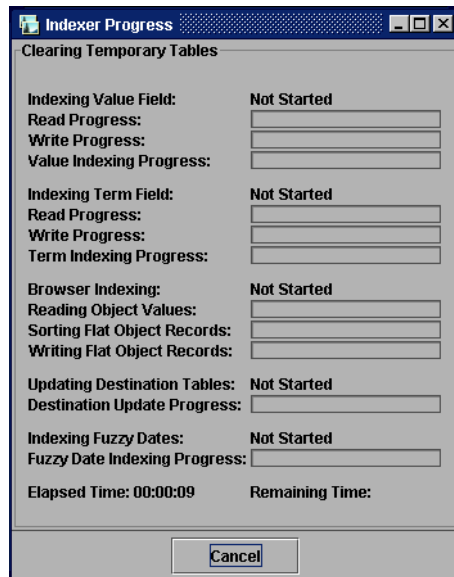 Indexer Progress
Clearing Temporary Tables
Indexing Value Field: Not Started
Read Progress:
Write Progress:
Value Indexing Progress:
Indexing Term Field: Not Started
Read Progress:
Write Progress:
Term Indexing Progress:
Browser Indexing: Not Started
Reading Object Values:
Sorting Flat Object Records:
Writing Flat Object Records:
Updating Destination Tables: Not Started
Destination Update Progress:
Indexing Fuzzy Dates: Not Started
Fuzzy Date Indexing Progress:
Elapsed Time: 00:00:09 Remaining Time:
Cancel